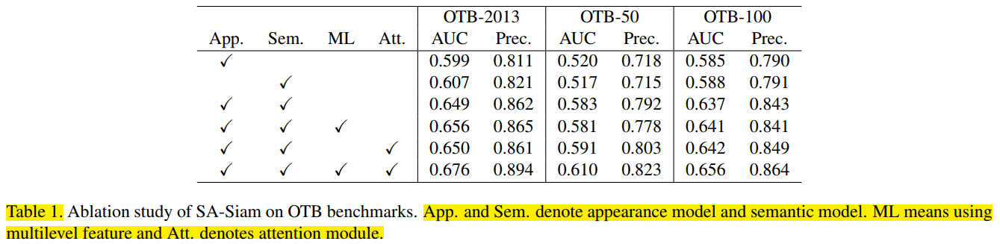 OTB-2013 OTB-50 OTB-100
App. Sem. ML Att. AUC Prec. AUC Prec. AUC Prec.
✓ 0.599 0.811 0.520 0.718 0.585 0.790
✓ 0.607 0.821 0.517 0.715 0.588 0.791
✓ ✓ 0.649 0.862 0.583 0.792 0.637 0.843
✓ ✓ ✓ 0.656 0.865 0.581 0.778 0.641 0.841
✓ ✓ ✓ 0.650 0.861 0.591 0.803 0.642 0.849
✓ ✓ ✓ ✓ 0.676 0.894 0.610 0.823 0.656 0.864
Table 1. Ablation study of SA-Siam on OTB benchmarks. App. and Sem. denote appearance model and semantic model. ML means using
multilevel feature and Att. denotes attention module.